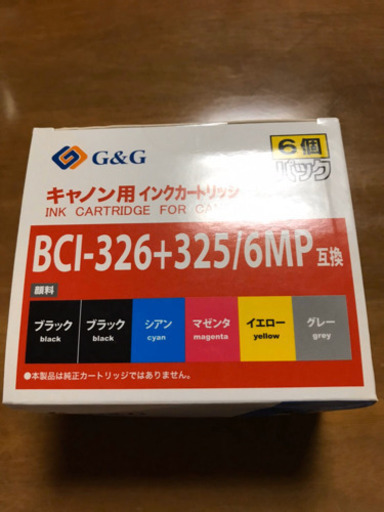 G&G
6個
パック
キャノン用 インクカートリッジ
INK CARTRIDGE FOR
BCI-326+325/6MP 互換
顔料
ブラック ブラック シアン マゼンタ イエロー グレー
black black cyan magenta yellow grey
●本製品は純正カートリッジではありません。